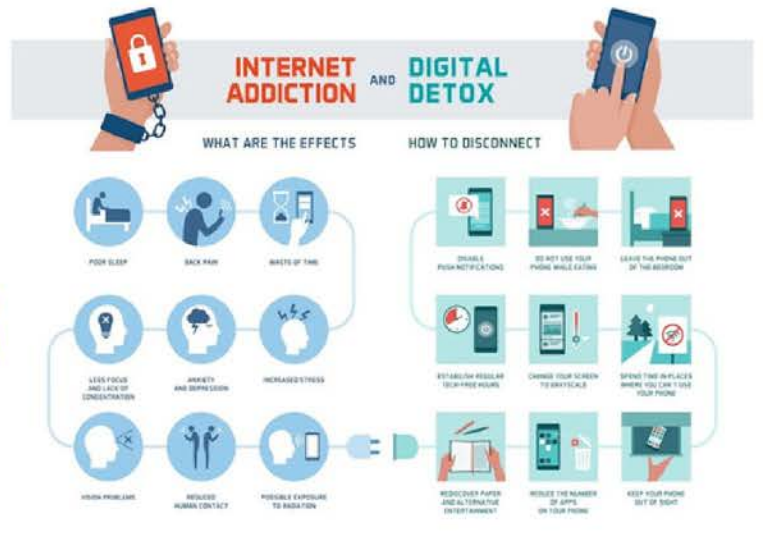 INTERNET
ADDICTION
AND
DIGITAL
DETOX
WHAT ARE THE EFFECTS
HOW TO DISCONNECT
POOR SLEEP
BACK PAIN
WASTE OF TIME
LESS FOCUS
AND LACK OF
CONCENTRATION
ANXIETY
AND DEPRESSION
INCREASED STRESS
VISION PROBLEMS
REDUCED
HUMAN CONTACT
POSSIBLE EXPOSURE
TO RADIATION
DISABLE
PUSH NOTIFICATIONS
DO NOT USE YOUR
PHONE WHILE EATING
LEAVE THE PHONE OUT
OF THE BEDROOM
ESTABLISH REGULAR
TECH-FREE HOURS
CHANGE YOUR SCREEN
TO GRAYSCALE
SPEND TIME IN PLACES
WHERE YOU CAN'T USE
YOUR PHONE
REDISCOVER PAPER
AND ALTERNATIVE
ENTERTAINMENT
REDUCE THE NUMBER
OF APPS
ON YOUR PHONE
KEEP YOUR PHONE
OUT OF SIGHT